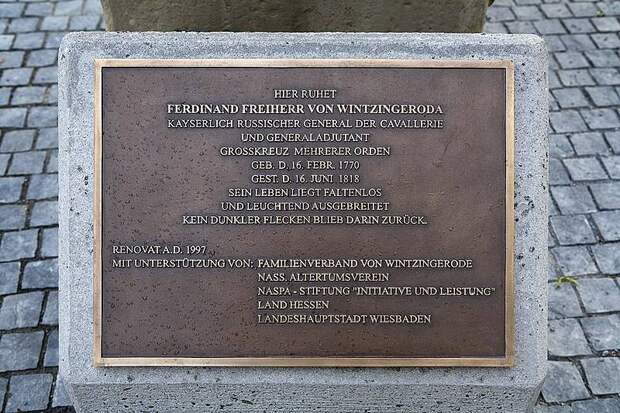 HIER RUHET
FERDINAND FREIHERR VON WINTZINGERODA
KAYSERLICH RUSSISCHER GENERAL DER CAVALLERIE
UND GENERALADJUTANT
GROSSKREUZ MEHRERER ORDEN
GEB. D. 16. FEBR. 1770
GEST. D. 16. JUNI 1818
SEIN LEBEN LIEGT FALTENLOS
UND LEUCHTEND AUSGEBREITET
KEIN DUNKLER FLECKEN BLIEB DARIN ZURÜCK.
RENOVAT A.D. 1997
MIT UNTERSTÜTZUNG VON: FAMILIENVERBAND VON WINTZINGERODE
NASS. ALTERTUMSVEREIN
NASPA - STIFTUNG "INITIATIVE UND LEISTUNG"
LAND HESSEN
LANDESHAUPTSTADT WIESBADEN